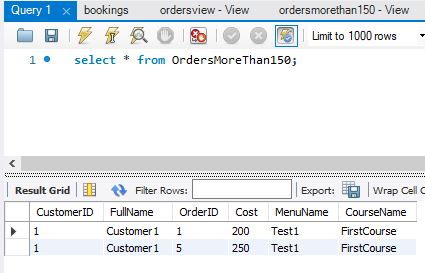 Query 1 bookings ordersview - View ordersmorethan150 - View
Limit to 1000 rows
1 select * from OrdersMoreThan150;
Result Grid Filter Rows: Export: Wrap Cell C
CustomerID FullName OrderID Cost MenuName CourseName
1 Customer1 1 200 Test1 FirstCourse
1 Customer1 5 250 Test1 FirstCourse